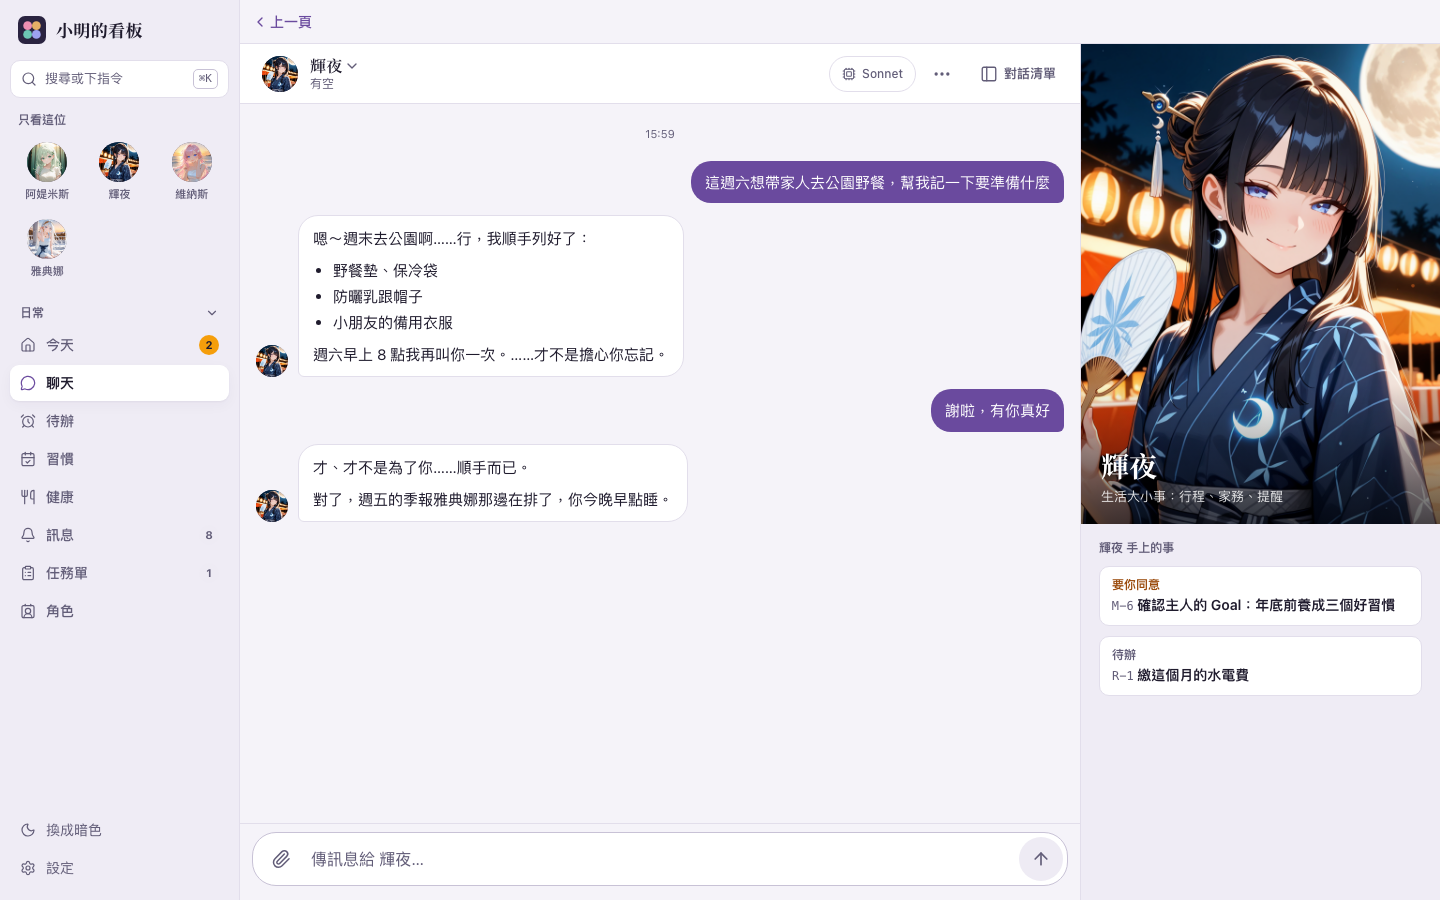 小明的看板
搜尋或下指令
⌘K
只看這位
阿媞米斯
輝夜
維納斯
雅典娜
日常
今天
2
聊天
待辦
習慣
健康
訊息
8
任務單
1
角色
換成暗色
設定
上一頁
輝夜
有空
Sonnet
對話清單
15:59
這週六想帶家人去公園野餐，幫我記一下要準備什麼
嗯～週末去公園啊……行，我順手列好了：
• 野餐墊、保冷袋
• 防曬乳跟帽子
• 小朋友的備用衣服
週六早上 8 點我再叫你一次。……才不是擔心你忘記。
謝啦，有你真好
才、才不是為了你……順手而已。
對了，週五的季報雅典娜那邊在排了，你今晚早點睡。
傳訊息給 輝夜...
輝夜
生活大小事：行程、家務、提醒
輝夜 手上的事
要你同意
M-6 確認主人的 Goal：年底前養成三個好習慣
待辦
R-1 繳這個月的水電費